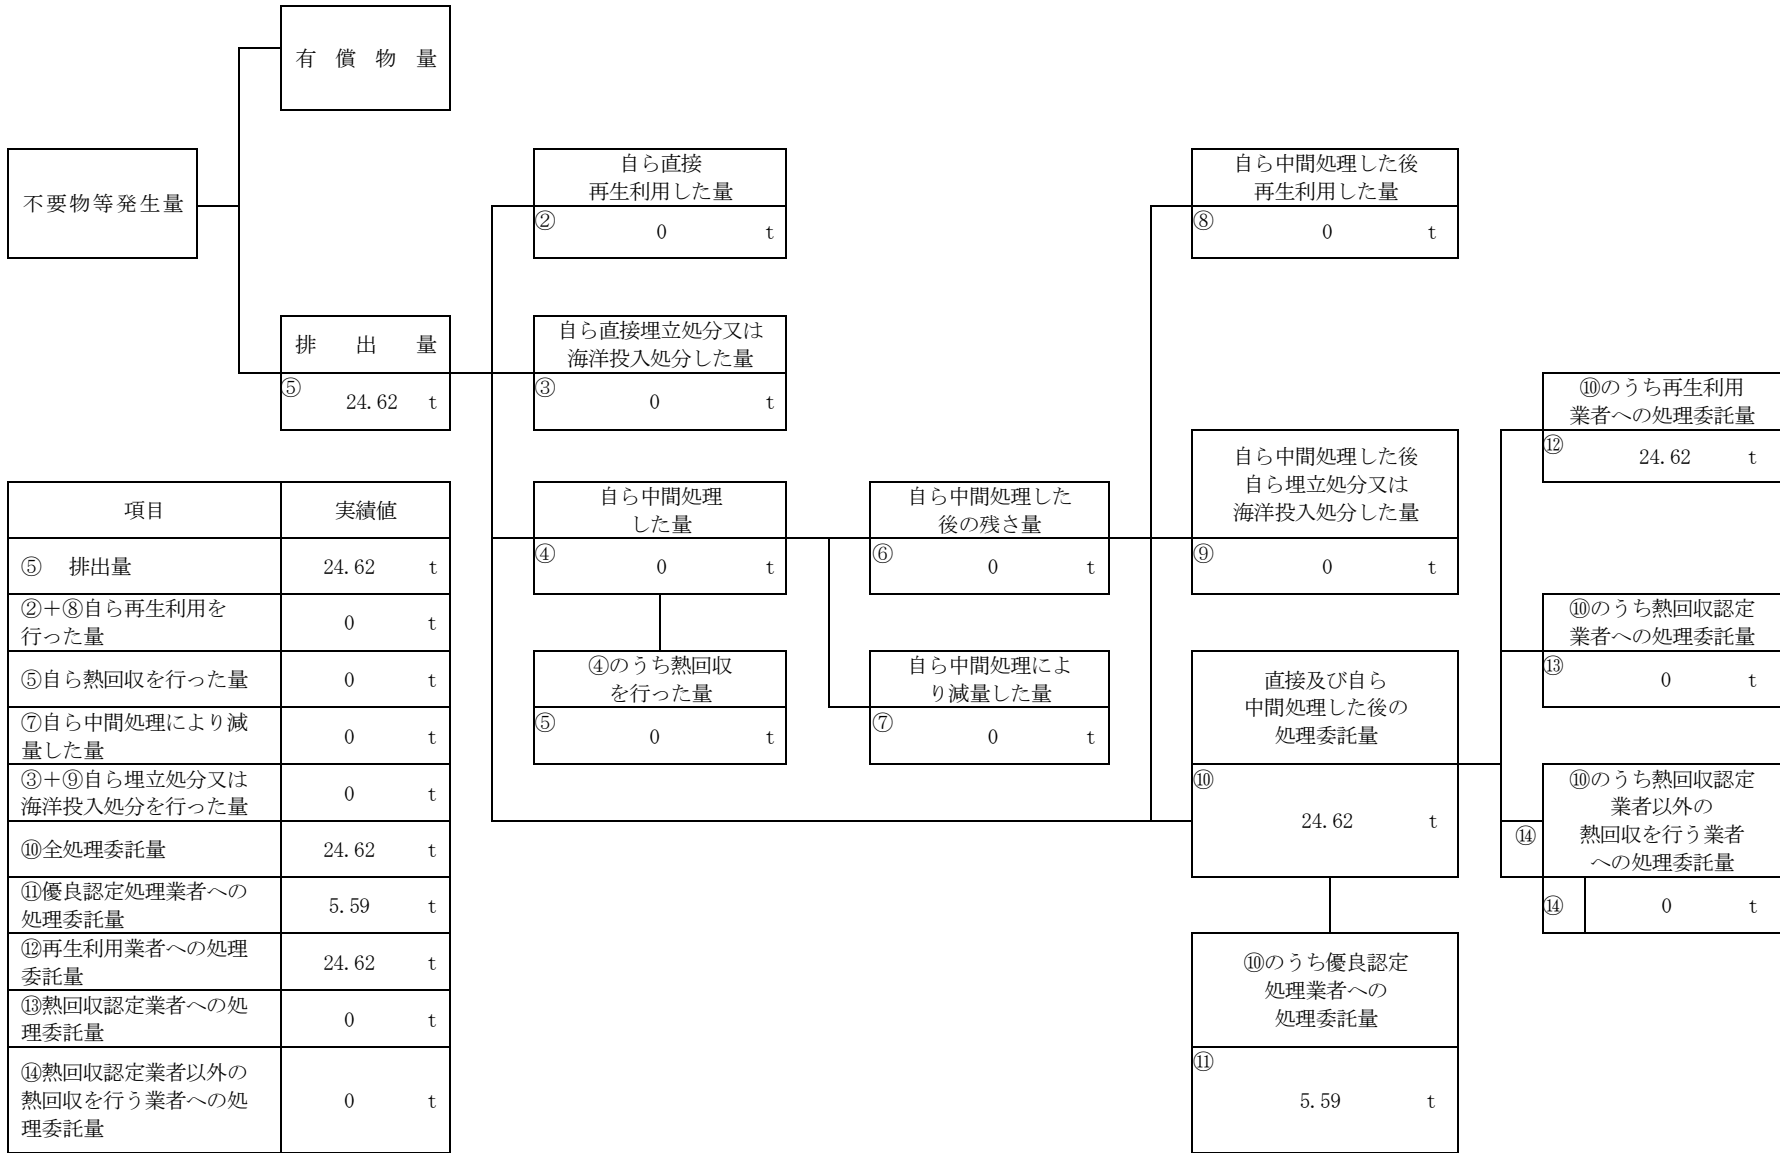 有償物量
不要物等発生量
自ら直接
再生利用した量
② 0 t
自ら中間処理した後
再生利用した量
⑧ 0 t
排出量
⑤ 24.62 t
自ら直接埋立処分又は
海洋投入処分した量
③ 0 t
⑩のうち再生利用
業者への処理委託量
⑫ 24.62 t
自ら中間処理した後
自ら埋立処分又は
海洋投入処分した量
⑨ 0 t
自ら中間処理
した量
④ 0 t
自ら中間処理した
後の残さ量
⑥ 0 t
④のうち熱回収
を行った量
⑤ 0 t
自ら中間処理によ
り減量した量
⑦ 0 t
直接及び自ら
中間処理した後の
処理委託量
⑩ 24.62 t
⑩のうち熱回収認定
業者への処理委託量
⑬ 0 t
⑩のうち熱回収認定
業者以外の
熱回収を行う業者
への処理委託量
⑭
⑭ 0 t
⑩のうち優良認定
処理業者への
処理委託量
⑪ 5.59 t
項目 実績値
⑤ 排出量 24.62 t
②+⑧自ら再生利用を
行った量 0 t
⑤自ら熱回収を行った量 0 t
⑦自ら中間処理により減
量した量 0 t
③+⑨自ら埋立処分又は
海洋投入処分を行った量 0 t
⑩全処理委託量 24.62 t
⑪優良認定処理業者への
処理委託量 5.59 t
⑫再生利用業者への処理
委託量 24.62 t
⑬熱回収認定業者への処
理委託量 0 t
⑭熱回収認定業者以外の
熱回収を行う業者への処
理委託量 0 t